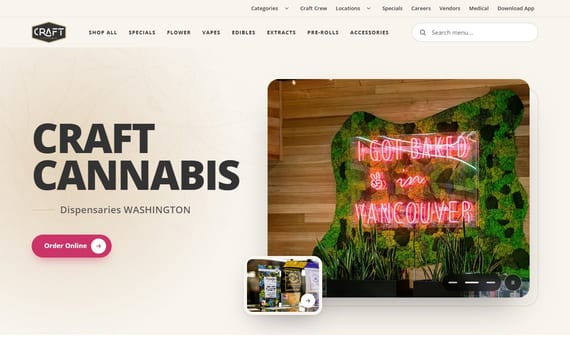 Categories Craft Crew Locations Specials Careers Vendors Medical Download App
CRAFT
SHOP ALL SPECIALS FLOWER VAPES EDIBLES EXTRACTS PRE-ROLLS ACCESSORIES
Search menu...
CRAFT
CANNABIS
Dispensaries WASHINGTON
Order Online
I GOT BAKED
in
VANCOUVER